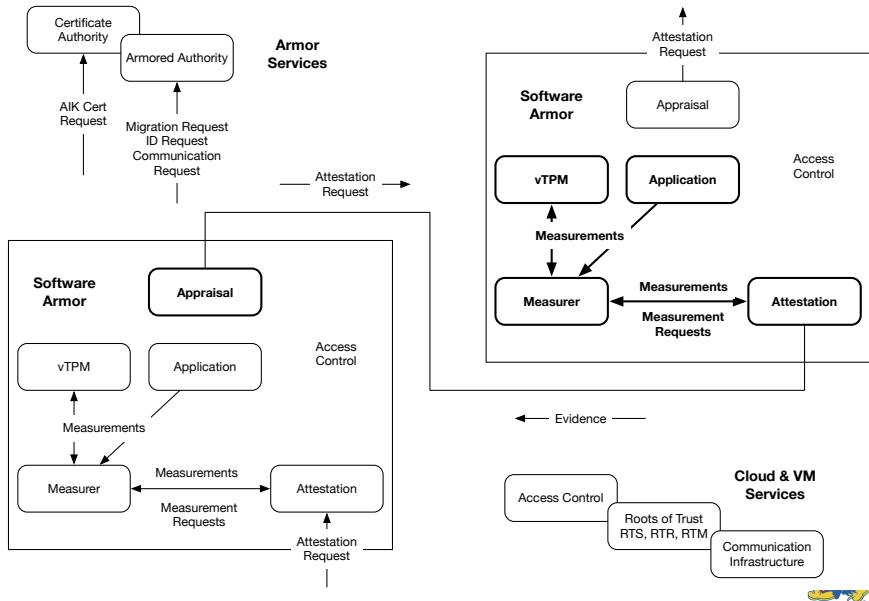 Certificate
Authority
Armored Authority
Armor
Services
AIK Cert
Request
Migration Request
ID Request
Communication
Request
Attestation
Request
Attestation
Request
Software
Armor
Appraisal
Access
Control
vTPM
Application
Measurements
Measurer
Measurements
Measurement
Requests
Attestation
Software
Armor
Appraisal
Access
Control
vTPM
Application
Measurements
Measurer
Measurements
Measurement
Requests
Attestation
Attestation
Request
Evidence
Cloud & VM
Services
Access Control
Roots of Trust
RTS, RTR, RTM
Communication
Infrastructure